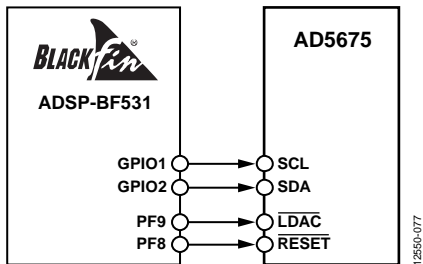 BLACKfin®
ADSP-BF531
AD5675
GPIO1 SCL
GPIO2 SDA
PF9 LDAC
PF8 RESET
12550-077